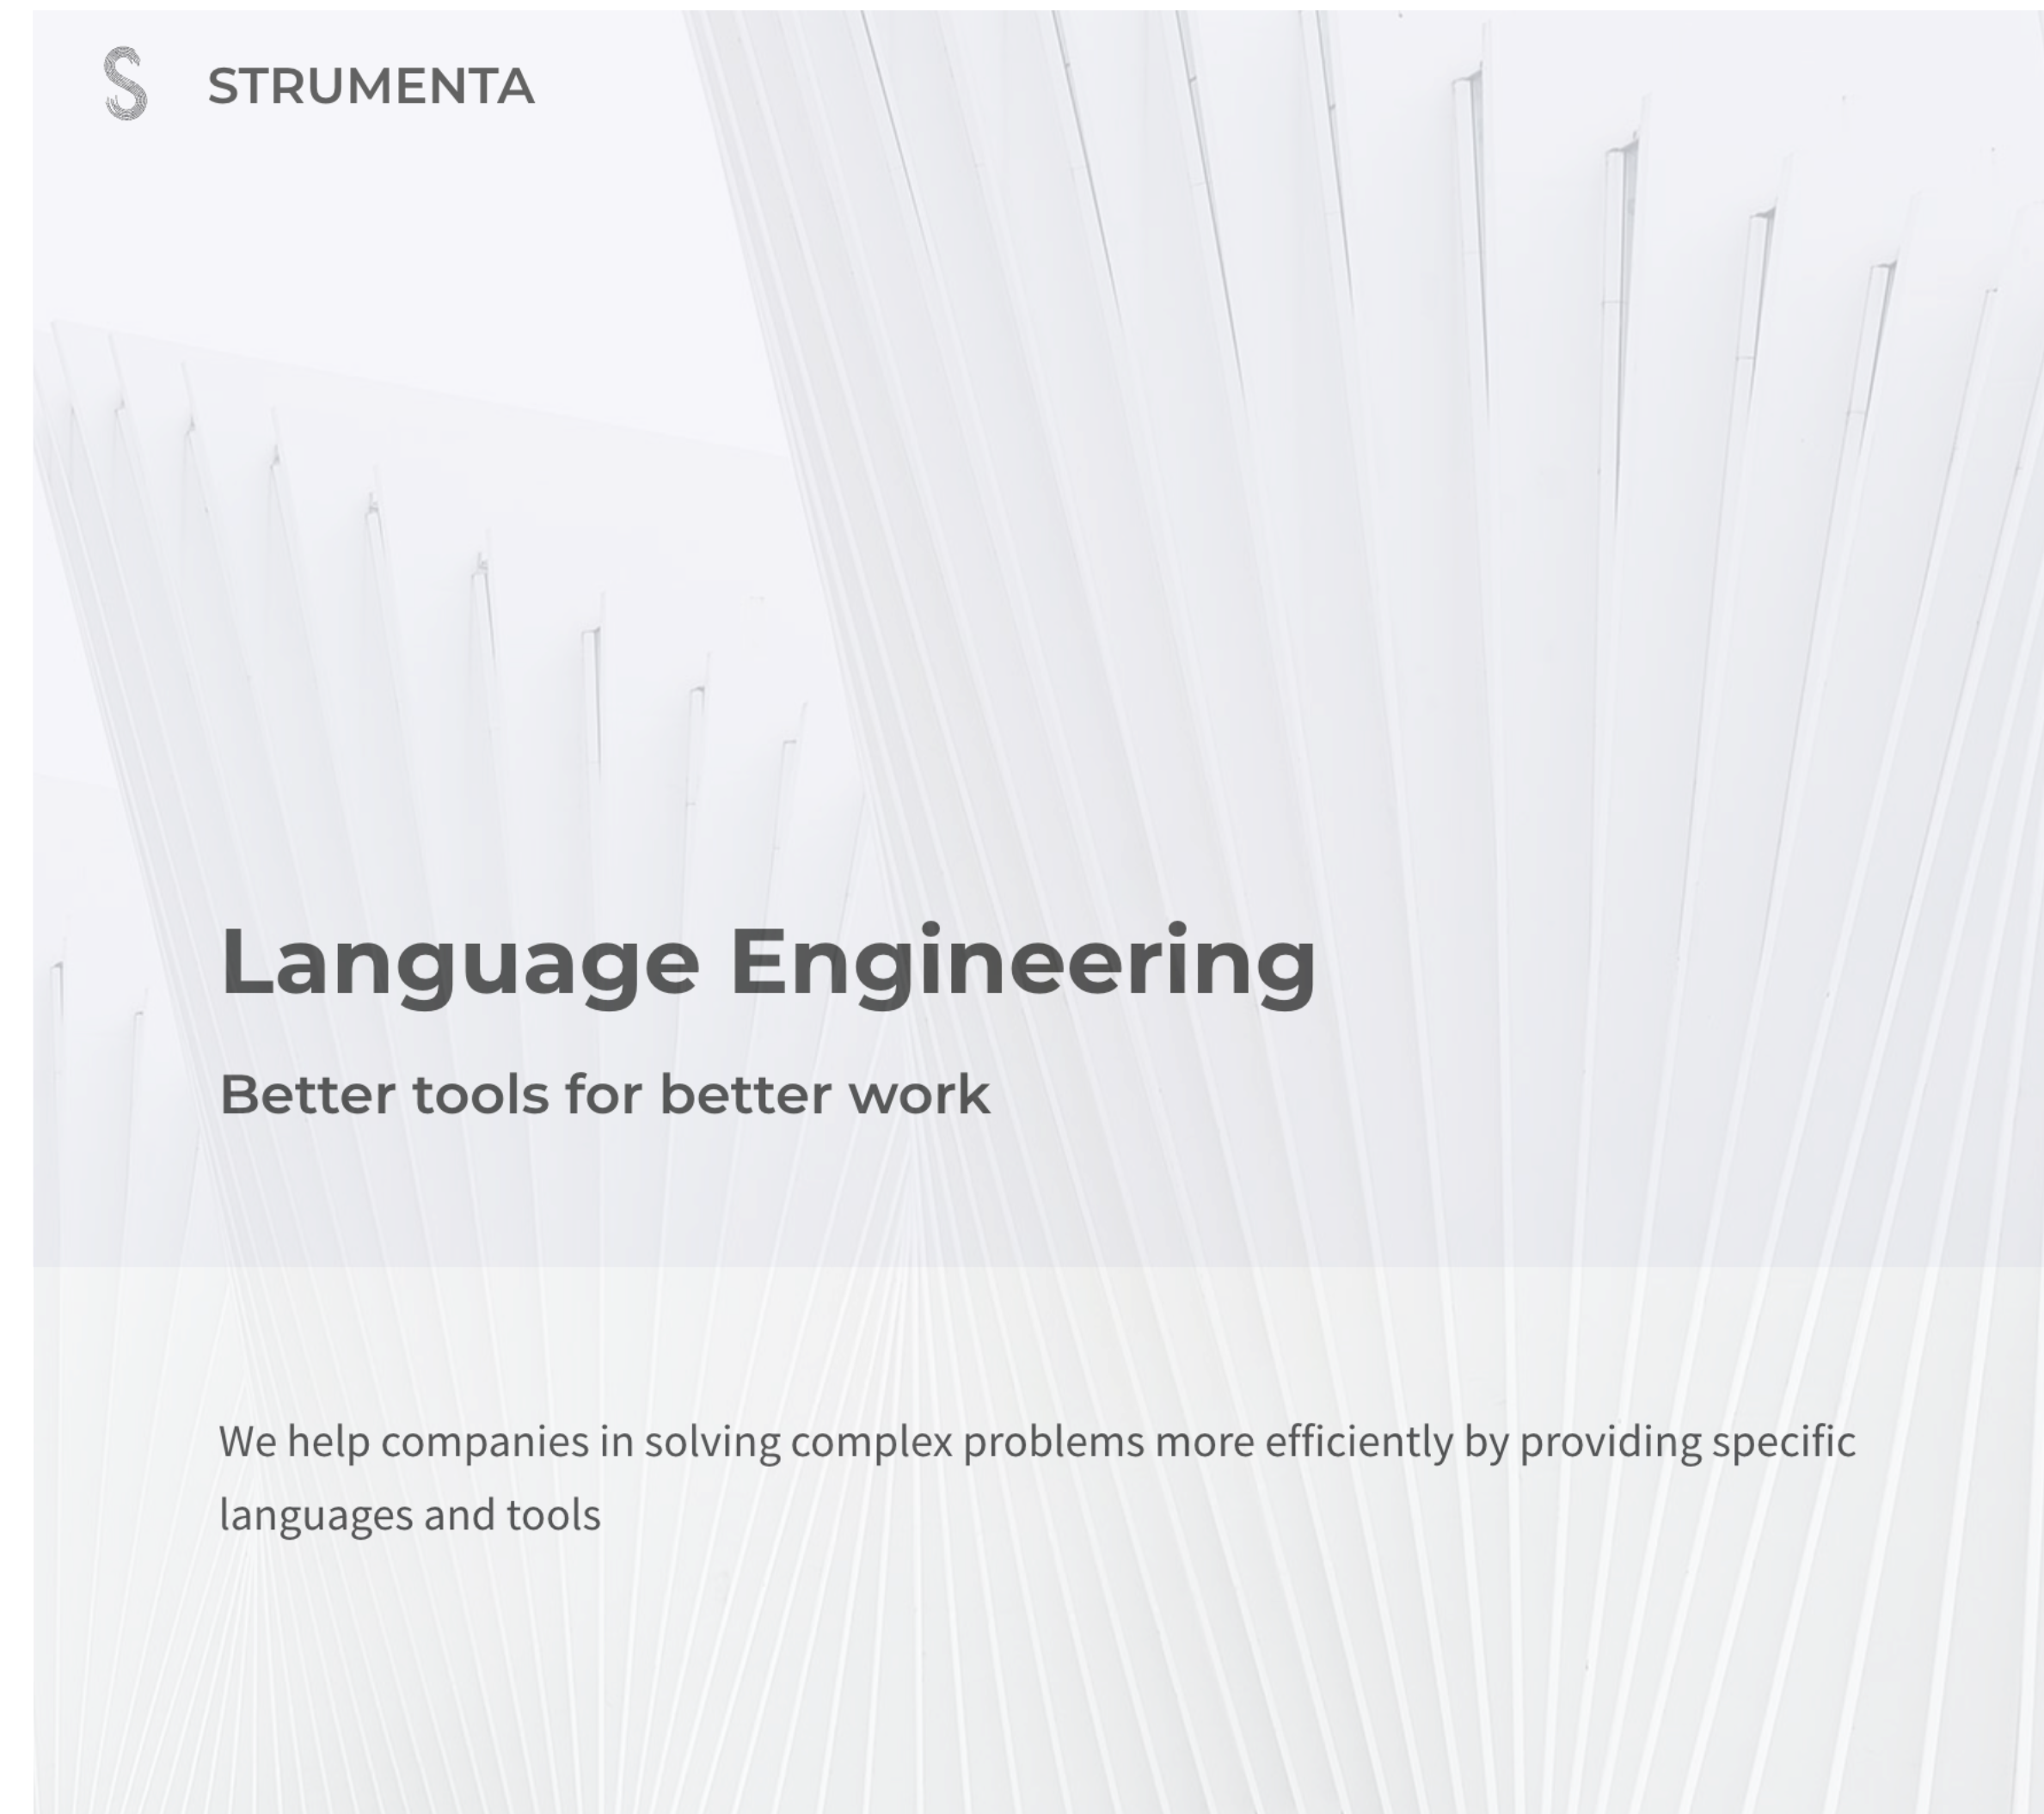 STRUMENTA
Language Engineering
Better tools for better work
We help companies in solving complex problems more efficiently by providing specific
languages and tools